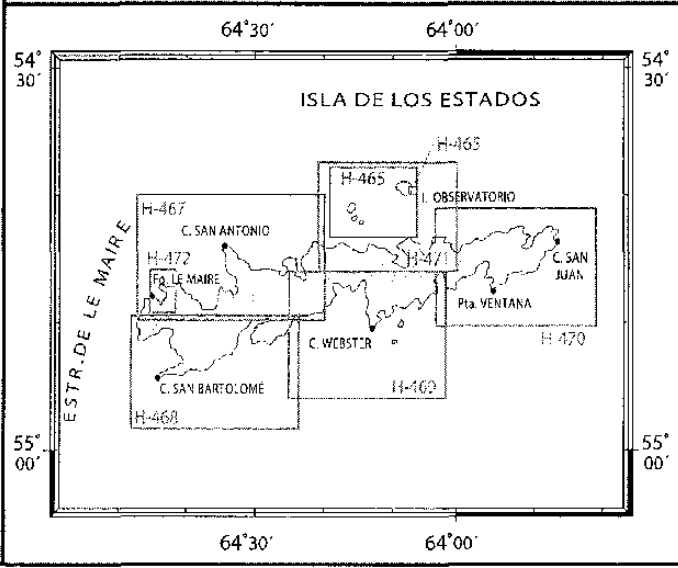 64°30′ 64°00′
54°
30′
54°
30′
ISLA DE LOS ESTADOS
H-465
H-465
I. OBSERVATORIO
H-467
C. SAN ANTONIO
ESTR. DE LE MAIRE
H-472
Fo. LE MAIRE
H-471
C. SAN
JUAN
Pta. VENTANA
C. WEBSTER
H-470
C. SAN BARTOLOMÉ
H-469
H-468
55°
00′
55°
00′
64°30′ 64°00′